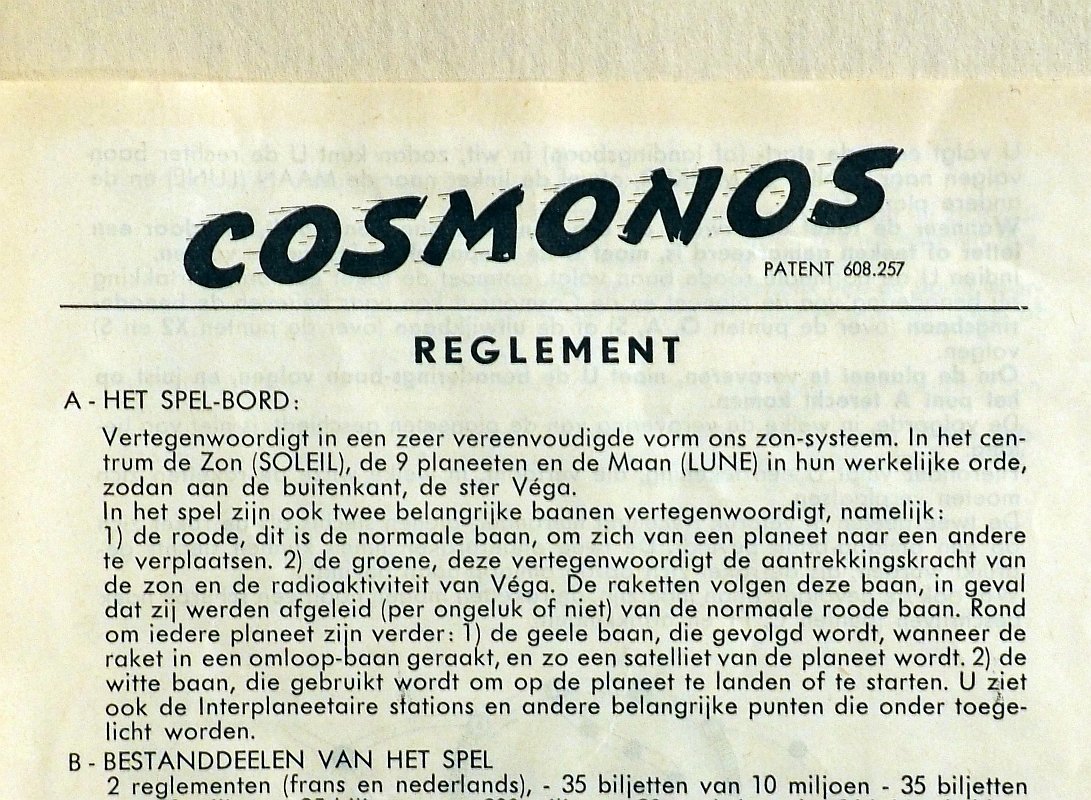 COSMONOS
PATENT 608.257
REGLEMENT
A - HET SPEL-BORD:
Vertegenwoordigt in een zeer vereenvoudigde vorm ons zon-systeem. In het cen-
trum de Zon (SOLEIL), de 9 planeeten en de Maan (LUNE) in hun werkelijke orde,
zodan aan de buitenkant, de ster Véga.
In het spel zijn ook twee belangrijke baanen vertegenwoordigt, namelijk:
1) de roode, dit is de normaale baan, om zich van een planeet naar een andere
te verplaatsen. 2) de groene, deze vertegenwoordigt de aantrekkingskracht van
de zon en de radioaktiviteit van Véga. De raketten volgen deze baan, in geval
dat zij werden afgeleid (per ongeluk of niet) van de normaale roode baan. Rond
om iedere planeet zijn verder: 1) de geele baan, die gevolgd wordt, wanneer de
raket in een omloop-baan geraakt, en zo een satelliet van de planeet wordt. 2) de
witte baan, die gebruikt wordt om op de planeet te landen of te starten. U ziet
ook de Interplaneetaire stations en andere belangrijke punten die onder toege-
licht worden.
B - BESTANDDEELEN VAN HET SPEL
2 reglementen (frans en nederlands), - 35 biljetten van 10 miljoen - 35 biljetten